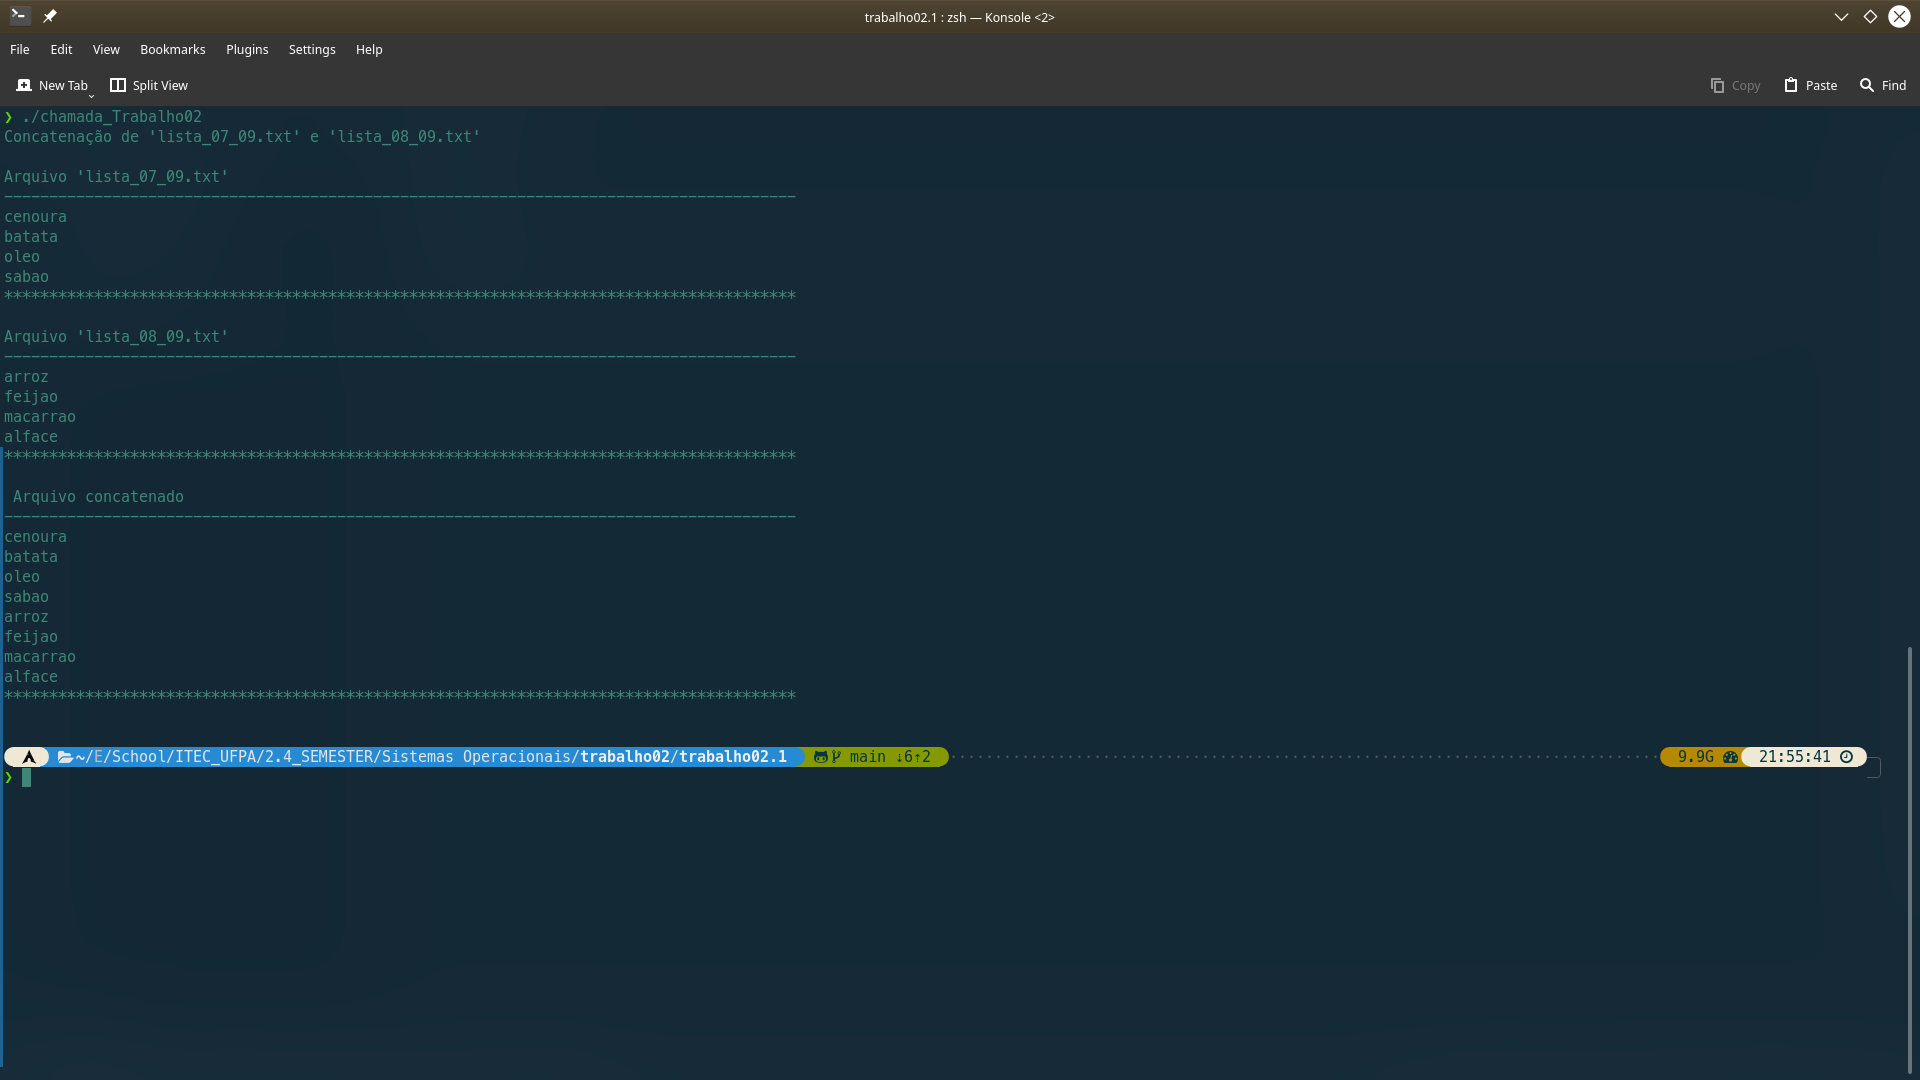 trabalho02.1 : zsh — Konsole <2>
File Edit View Bookmarks Plugins Settings Help
New Tab Split View Copy Paste Find
❯ ./chamada_Trabalho02
Concatenação de 'lista_07_09.txt' e 'lista_08_09.txt'
Arquivo 'lista_07_09.txt'
----------------------------------------------------------------------------------------
cenoura
batata
oleo
sabao
****************************************************************************************
Arquivo 'lista_08_09.txt'
----------------------------------------------------------------------------------------
arroz
feijao
macarrao
alface
****************************************************************************************
Arquivo concatenado
----------------------------------------------------------------------------------------
cenoura
batata
oleo
sabao
arroz
feijao
macarrao
alface
****************************************************************************************
~/E/School/ITEC_UFPA/2.4_SEMESTER/Sistemas Operacionais/trabalho02/trabalho02.1 main ⇣6⇡2 9.9G 21:55:41
❯